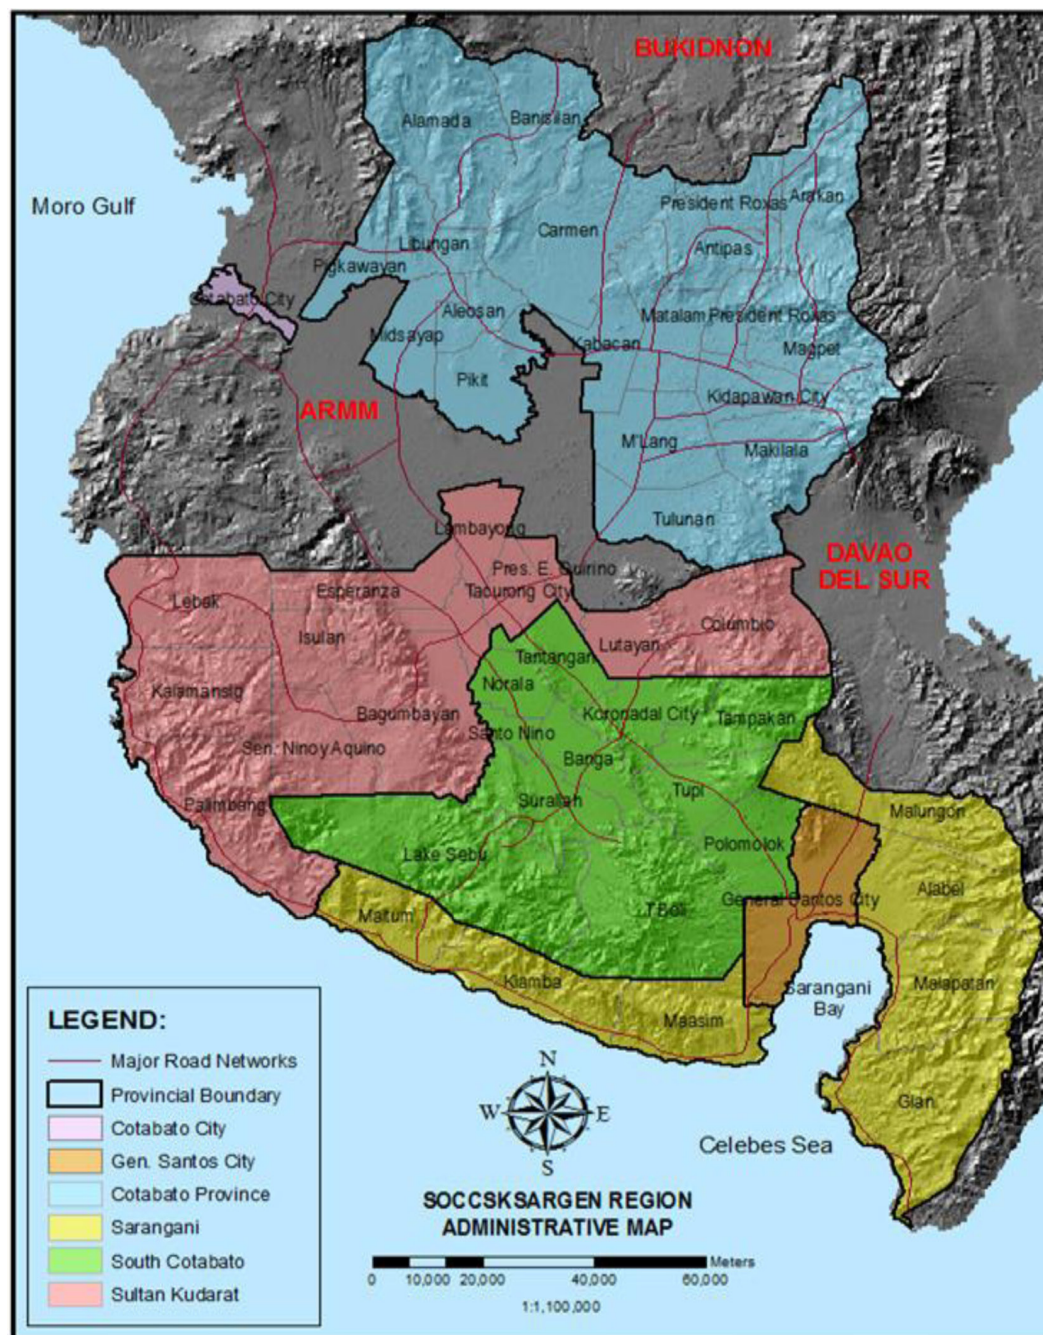 BUKIDNON
Alamada
Banisilan
Moro Gulf
President Roxas
Arakan
Carmen
Libungan
Antipas
Pigkawayan
Cotabato City
Aleosan
Matalam
President Roxas
Midsayap
Kabacan
Magpet
Pikit
Kidapawan City
ARMM
M'Lang
Makilala
Tulunan
Lambayong
DAVAO
DEL SUR
Pres. E. Quirino
Esperanza
Tacurong City
Lebak
Columbio
Isulan
Lutayan
Tantangan
Norala
Kalamansig
Bagumbayan
Koronadal City
Tampakan
Santo Nino
Sen. Ninoy Aquino
Banga
Tupi
Palimbang
Surallah
Malungon
Polomolok
Lake Sebu
Alabel
General Santos City
T'Boli
Maitum
Kiamba
Sarangani
Bay
Malapatan
Maasim
Glan
Celebes Sea
LEGEND:
Major Road Networks
Provincial Boundary
Cotabato City
Gen. Santos City
Cotabato Province
Sarangani
South Cotabato
Sultan Kudarat
N
W
E
S
SOCCSKSARGEN REGION
ADMINISTRATIVE MAP
Meters
0 10,000 20,000 40,000 60,000
1:1,100,000